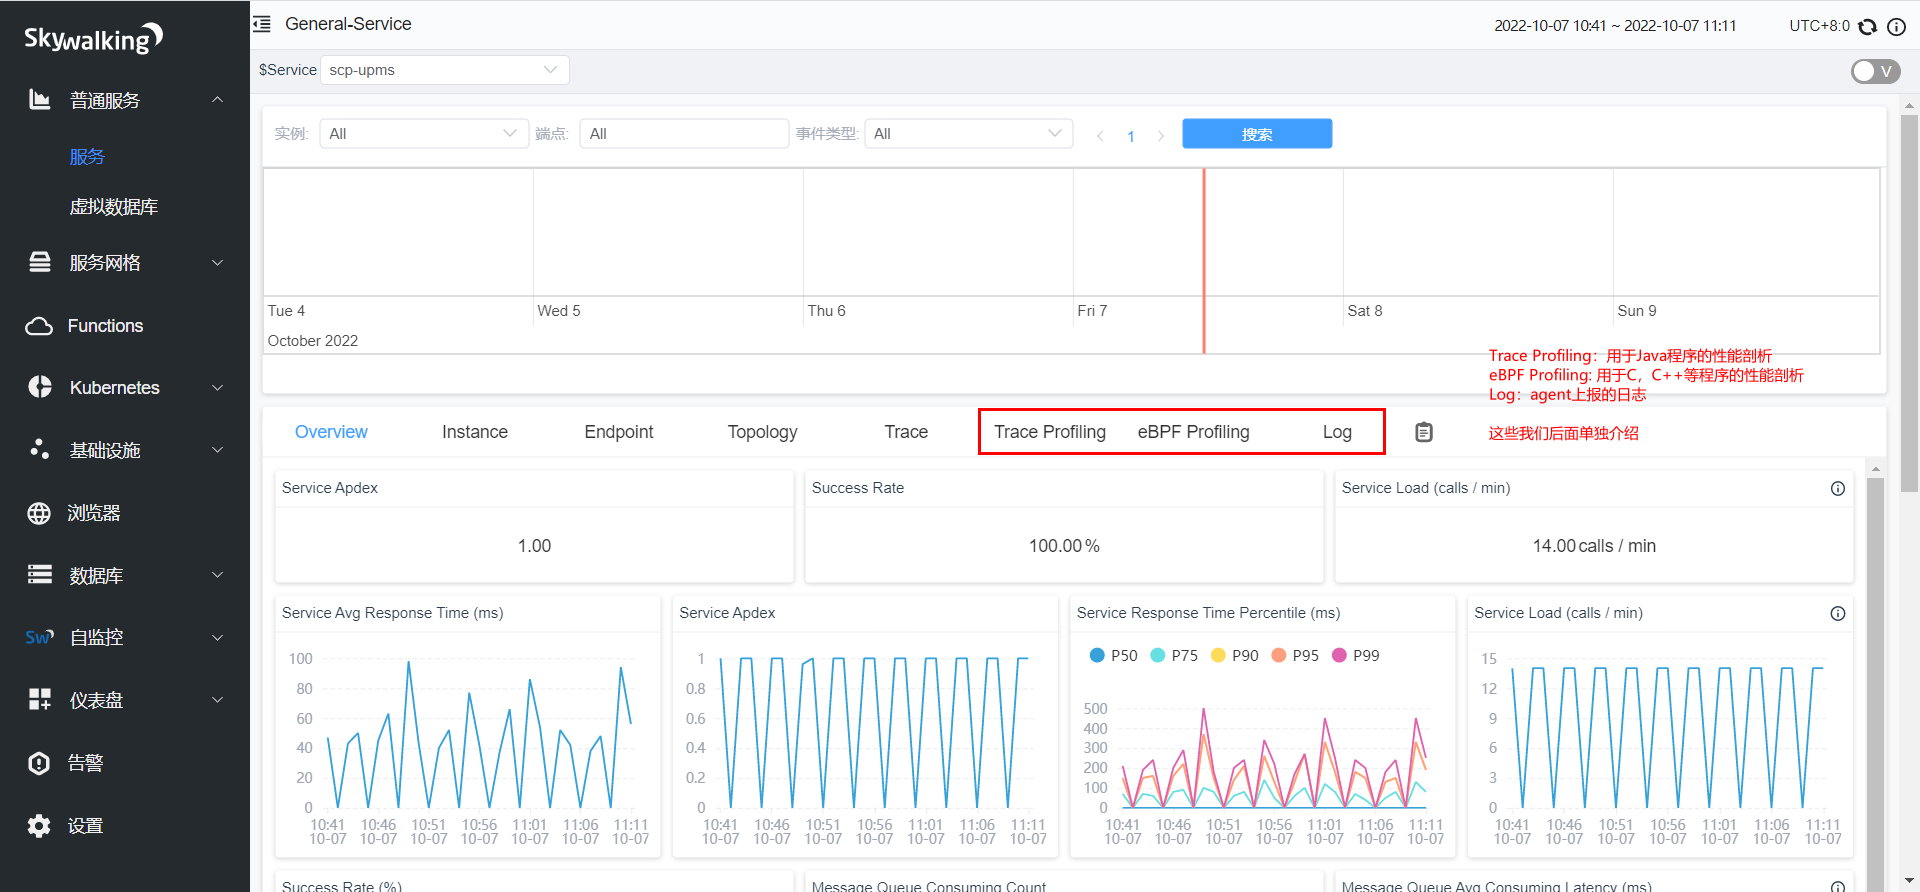 Skywalking
General-Service
2022-10-07 10:41 ~ 2022-10-07 11:11
UTC+8:0
$Service
scp-upms
V
普通服务
服务
虚拟数据库
服务网格
Functions
Kubernetes
基础设施
浏览器
数据库
Sw
自监控
仪表盘
告警
设置
实例:
All
端点:
All
事件类型:
All
1
搜索
Tue 4
Wed 5
Thu 6
Fri 7
Sat 8
Sun 9
October 2022
Trace Profiling：用于Java程序的性能剖析
eBPF Profiling: 用于C，C++等程序的性能剖析
Log：agent上报的日志
这些我们后面单独介绍
Overview
Instance
Endpoint
Topology
Trace
Trace Profiling
eBPF Profiling
Log
Service Apdex
1.00
Success Rate
100.00 %
Service Load (calls / min)
14.00 calls / min
Service Avg Response Time (ms)
100
80
60
40
20
0
10:41 10:46 10:51 10:56 11:01 11:06 11:11
10-07 10-07 10-07 10-07 10-07 10-07 10-07
Service Apdex
1
0.8
0.6
0.4
0.2
0
10:41 10:46 10:51 10:56 11:01 11:06 11:11
10-07 10-07 10-07 10-07 10-07 10-07 10-07
Service Response Time Percentile (ms)
P50 P75 P90 P95 P99
500
400
300
200
100
0
10:41 10:46 10:51 10:56 11:01 11:06 11:11
10-07 10-07 10-07 10-07 10-07 10-07 10-07
Service Load (calls / min)
15
12
9
6
3
0
10:41 10:46 10:51 10:56 11:01 11:06 11:11
10-07 10-07 10-07 10-07 10-07 10-07 10-07
Success Rate (%)
Message Queue Consuming Count
Message Queue Avg Consuming Latency (ms)